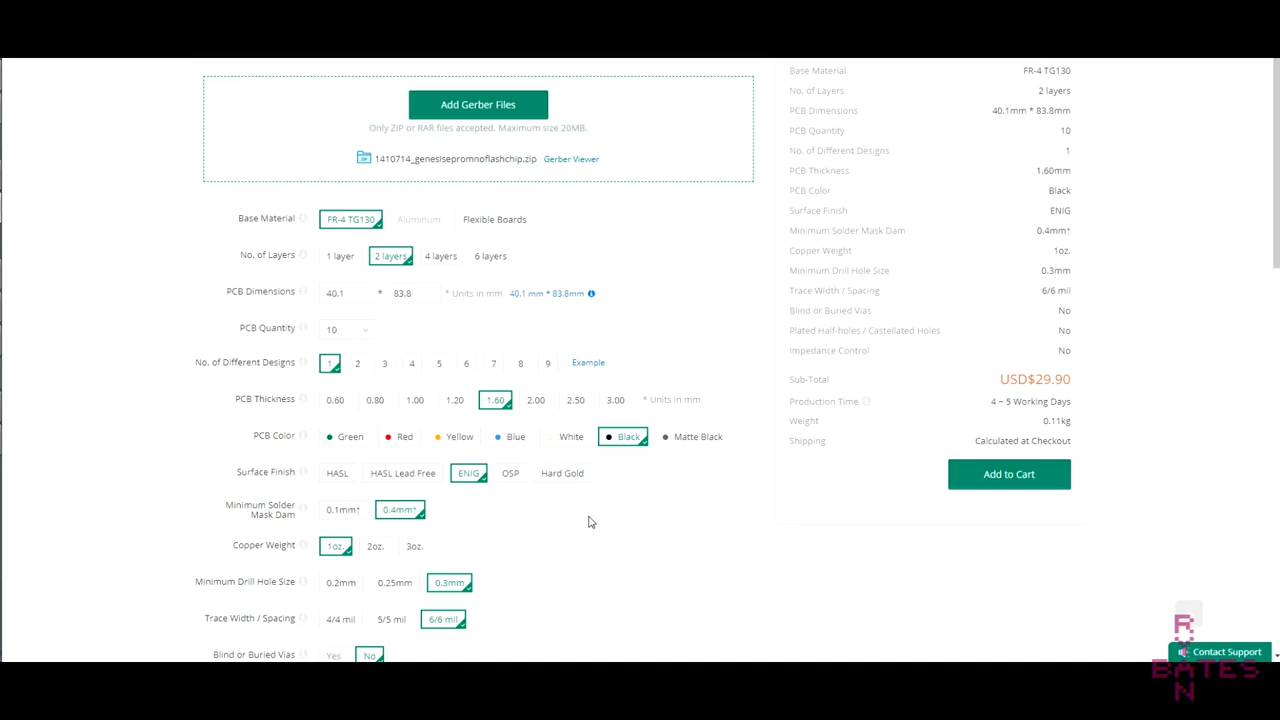 Add Gerber Files
Only ZIP or RAR files accepted. Maximum size 20MB.
1410714_genesisepromnoflashchip.zip Gerber Viewer
Base Material FR-4 TG130 Aluminum Flexible Boards
No. of Layers 1 layer 2 layers 4 layers 6 layers
PCB Dimensions 40.1 * 83.8 * Units in mm 40.1 mm * 83.8mm
PCB Quantity 10
No. of Different Designs 1 2 3 4 5 6 7 8 9 Example
PCB Thickness 0.60 0.80 1.00 1.20 1.60 2.00 2.50 3.00 * Units in mm
PCB Color Green Red Yellow Blue White Black Matte Black
Surface Finish HASL HASL Lead Free ENIG OSP Hard Gold
Minimum Solder
Mask Dam 0.1mm↑ 0.4mm↑
Copper Weight 1oz. 2oz. 3oz.
Minimum Drill Hole Size 0.2mm 0.25mm 0.3mm
Trace Width / Spacing 4/4 mil 5/5 mil 6/6 mil
Blind or Buried Vias Yes No
Base Material FR-4 TG130
No. of Layers 2 layers
PCB Dimensions 40.1mm * 83.8mm
PCB Quantity 10
No. of Different Designs 1
PCB Thickness 1.60mm
PCB Color Black
Surface Finish ENIG
Minimum Solder Mask Dam 0.4mm↑
Copper Weight 1oz.
Minimum Drill Hole Size 0.3mm
Trace Width / Spacing 6/6 mil
Blind or Buried Vias No
Plated Half-holes / Castellated Holes No
Impedance Control No
Sub-Total USD$29.90
Production Time 4 – 5 Working Days
Weight 0.11kg
Shipping Calculated at Checkout
Add to Cart
Contact Support
BATES